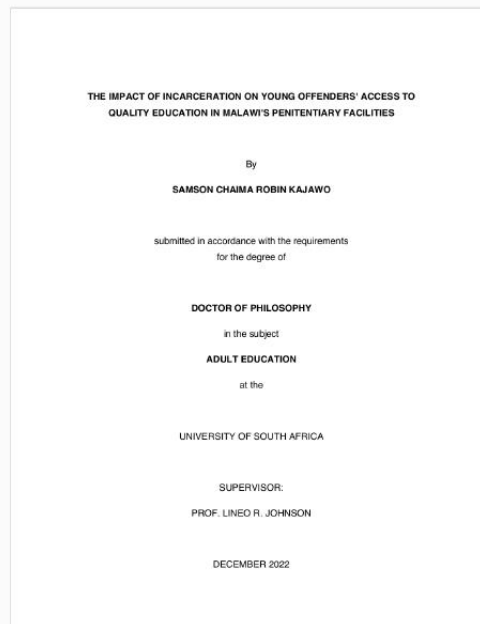 THE IMPACT OF INCARCERATION ON YOUNG OFFENDERS' ACCESS TO
QUALITY EDUCATION IN MALAWI'S PENITENTIARY FACILITIES
By
SAMSON CHAIMA ROBIN KAJAWO
submitted in accordance with the requirements
for the degree of
DOCTOR OF PHILOSOPHY
in the subject
ADULT EDUCATION
at the
UNIVERSITY OF SOUTH AFRICA
SUPERVISOR:
PROF. LINEO R. JOHNSON
DECEMBER 2022